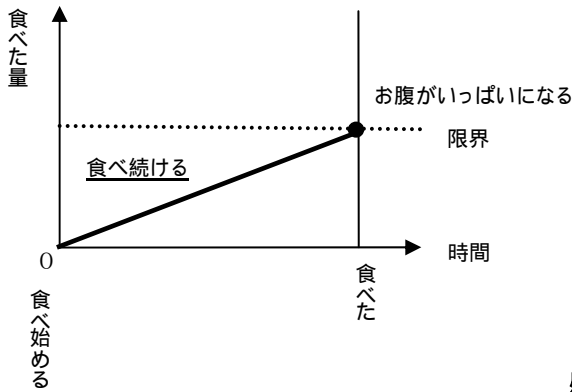 食べた量
お腹がいっぱいになる
限界
食べ続ける
時間
0
食べた
食べ始める